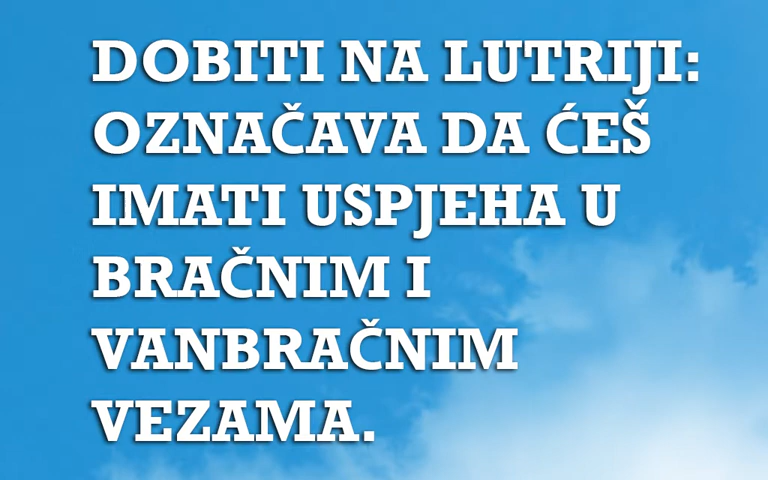 DOBITI NA LUTRIJI:
OZNAČAVA DA ĆEŠ
IMATI USPJEHA U
BRAČNIM I
VANBRAČNIM
VEZAMA.